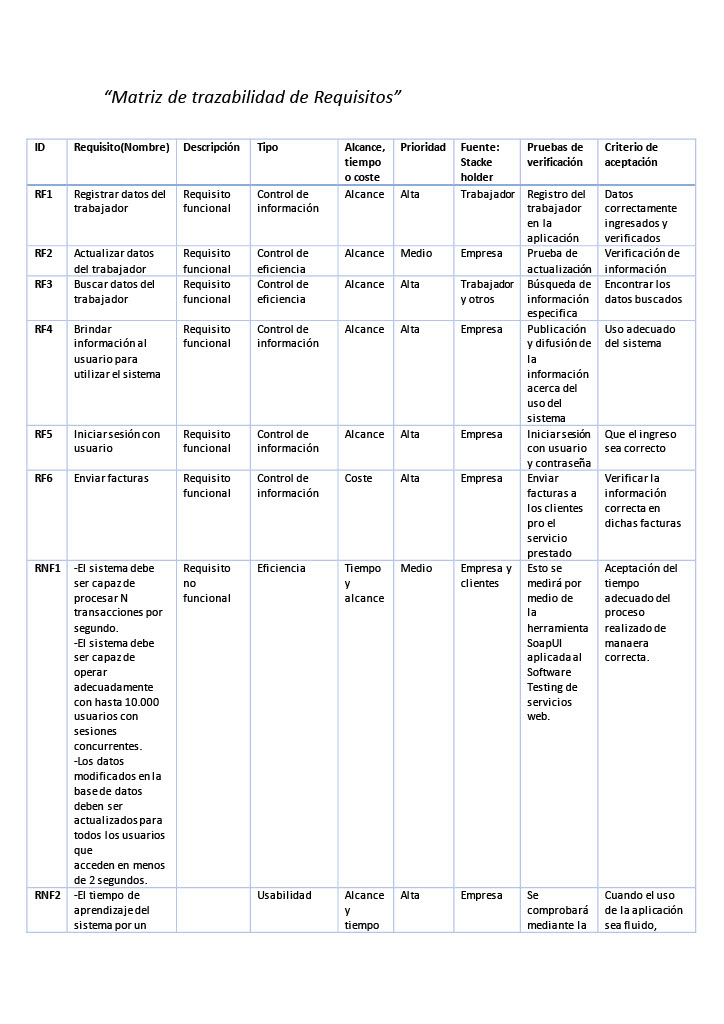 “Matriz de trazabilidad de Requisitos”
ID Requisito(Nombre) Descripción Tipo Alcance, tiempo o coste Prioridad Fuente: Stacke holder Pruebas de verificación Criterio de aceptación
RF1 Registrar datos del trabajador Requisito funcional Control de información Alcance Alta Trabajador Registro del trabajador en la aplicación Datos correctamente ingresados y verificados
RF2 Actualizar datos del trabajador Requisito funcional Control de eficiencia Alcance Medio Empresa Prueba de actualización Verificación de información
RF3 Buscar datos del trabajador Requisito funcional Control de eficiencia Alcance Alta Trabajador y otros Búsqueda de información especifica Encontrar los datos buscados
RF4 Brindar información al usuario para utilizar el sistema Requisito funcional Control de información Alcance Alta Empresa Publicación y difusión de la información acerca del uso del sistema Uso adecuado del sistema
RF5 Iniciar sesión con usuario Requisito funcional Control de información Alcance Alta Empresa Iniciar sesión con usuario y contraseña Que el ingreso sea correcto
RF6 Enviar facturas Requisito funcional Control de información Coste Alta Empresa Enviar facturas a los clientes pro el servicio prestado Verificar la información correcta en dichas facturas
RNF1 -El sistema debe ser capaz de procesar N transacciones por segundo. -El sistema debe ser capaz de operar adecuadamente con hasta 10.000 usuarios con sesiones concurrentes. -Los datos modificados en la base de datos deben ser actualizados para todos los usuarios que acceden en menos de 2 segundos. Requisito no funcional Eficiencia Tiempo y alcance Medio Empresa y clientes Esto se medirá por medio de la herramienta SoapUI aplicada al Software Testing de servicios web. Aceptación del tiempo adecuado del proceso realizado de manaera correcta.
RNF2 -El tiempo de aprendizaje del sistema por un Usabilidad Alcance y tiempo Alta Empresa Se comprobará mediante la Cuando el uso de la aplicación sea fluido,